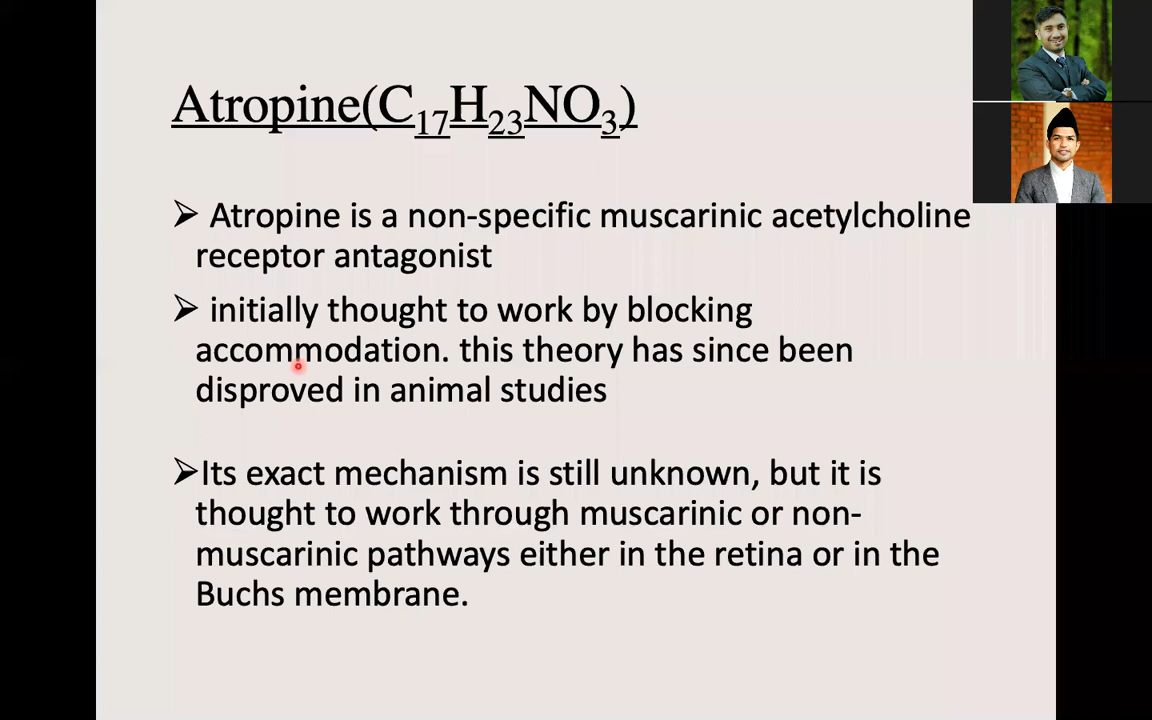 Atropine(C17H23NO3)
➢ Atropine is a non-specific muscarinic acetylcholine
receptor antagonist
➢ initially thought to work by blocking
accommodation. this theory has since been
disproved in animal studies
➢Its exact mechanism is still unknown, but it is
thought to work through muscarinic or non-
muscarinic pathways either in the retina or in the
Buchs membrane.